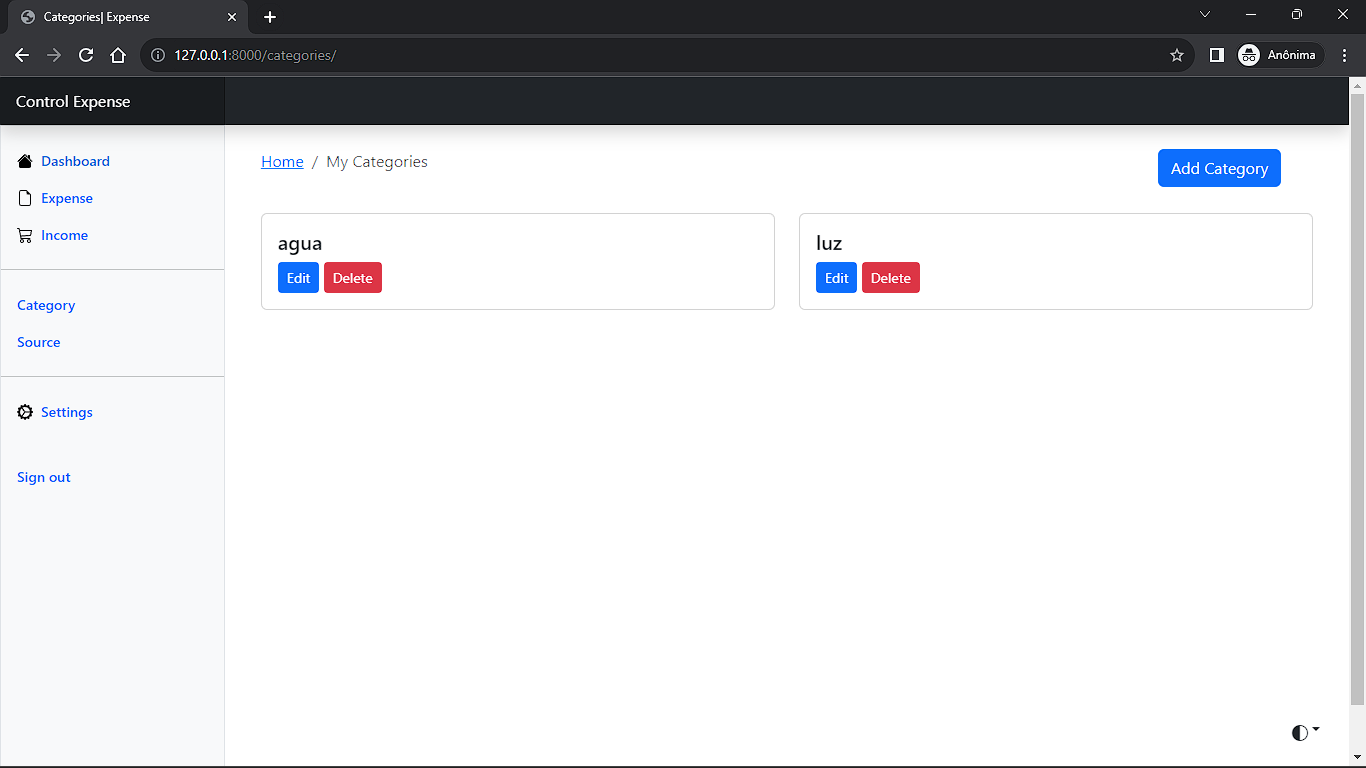 Categories| Expense
127.0.0.1:8000/categories/
Anônima
Control Expense
Dashboard
Expense
Income
Category
Source
Settings
Sign out
Home / My Categories
Add Category
agua
Edit Delete
luz
Edit Delete